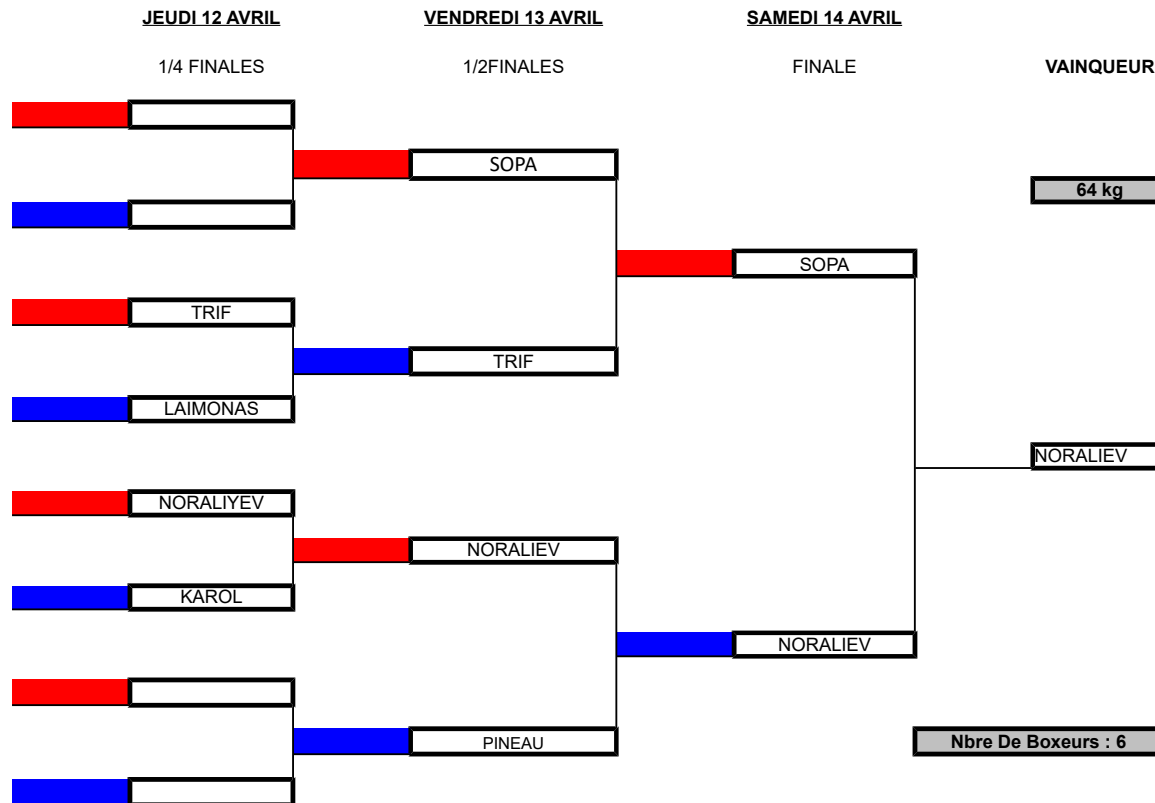 JEUDI 12 AVRIL
VENDREDI 13 AVRIL
SAMEDI 14 AVRIL
1/4 FINALES
1/2FINALES
FINALE
VAINQUEUR
SOPA
64 kg
SOPA
TRIF
TRIF
LAIMONAS
NORALIEV
NORALIYEV
NORALIEV
KAROL
NORALIEV
PINEAU
Nbre De Boxeurs : 6